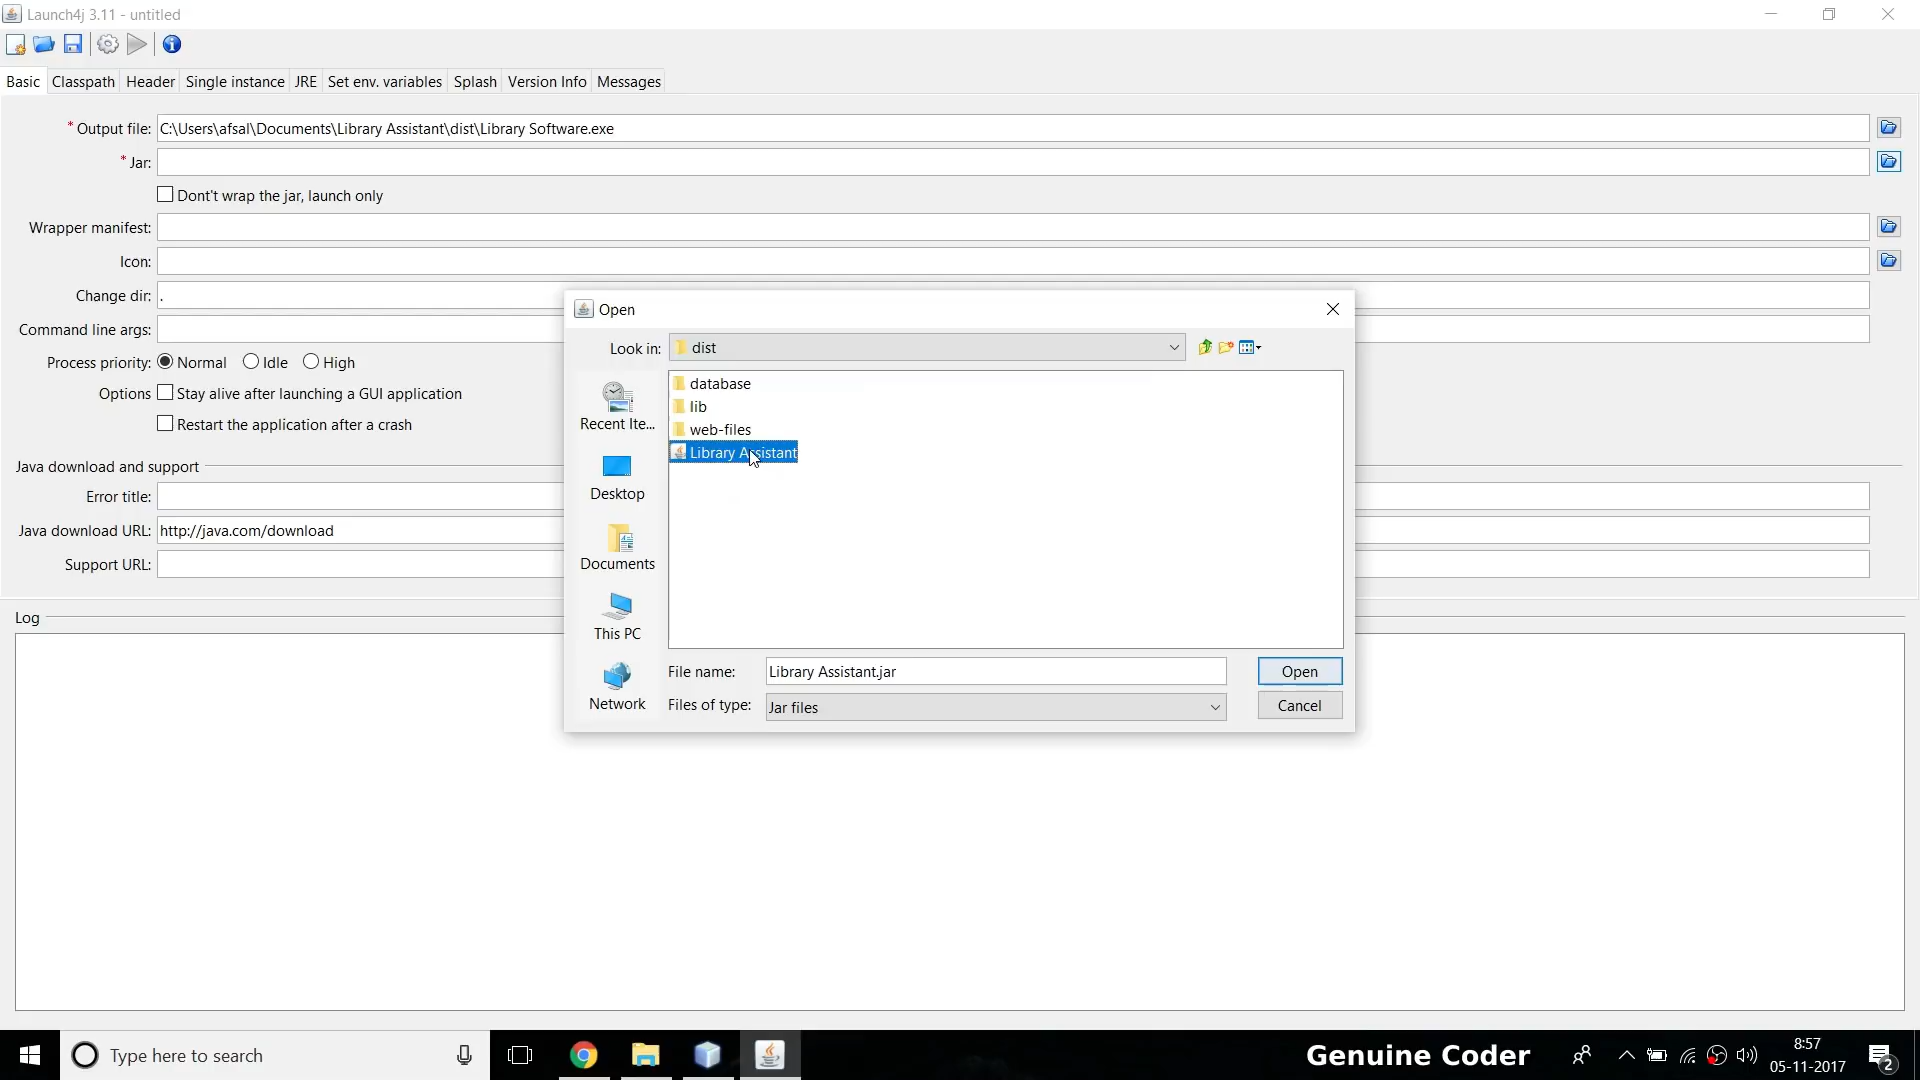 Launch4j 3.11 - untitled
Basic Classpath Header Single instance JRE Set env. variables Splash Version Info Messages
* Output file: C:\Users\afsal\Documents\Library Assistant\dist\Library Software.exe
* Jar:
Dont't wrap the jar, launch only
Wrapper manifest:
Icon:
Change dir: .
Command line args:
Process priority: Normal Idle High
Options Stay alive after launching a GUI application
Restart the application after a crash
Java download and support
Error title:
Java download URL: http://java.com/download
Support URL:
Log
Open
Look in: dist
Recent Ite...
Desktop
Documents
This PC
Network
database
lib
web-files
Library Assistant
File name: Library Assistant.jar Open
Files of type: Jar files Cancel
Type here to search
Genuine Coder
8:57
05-11-2017
2